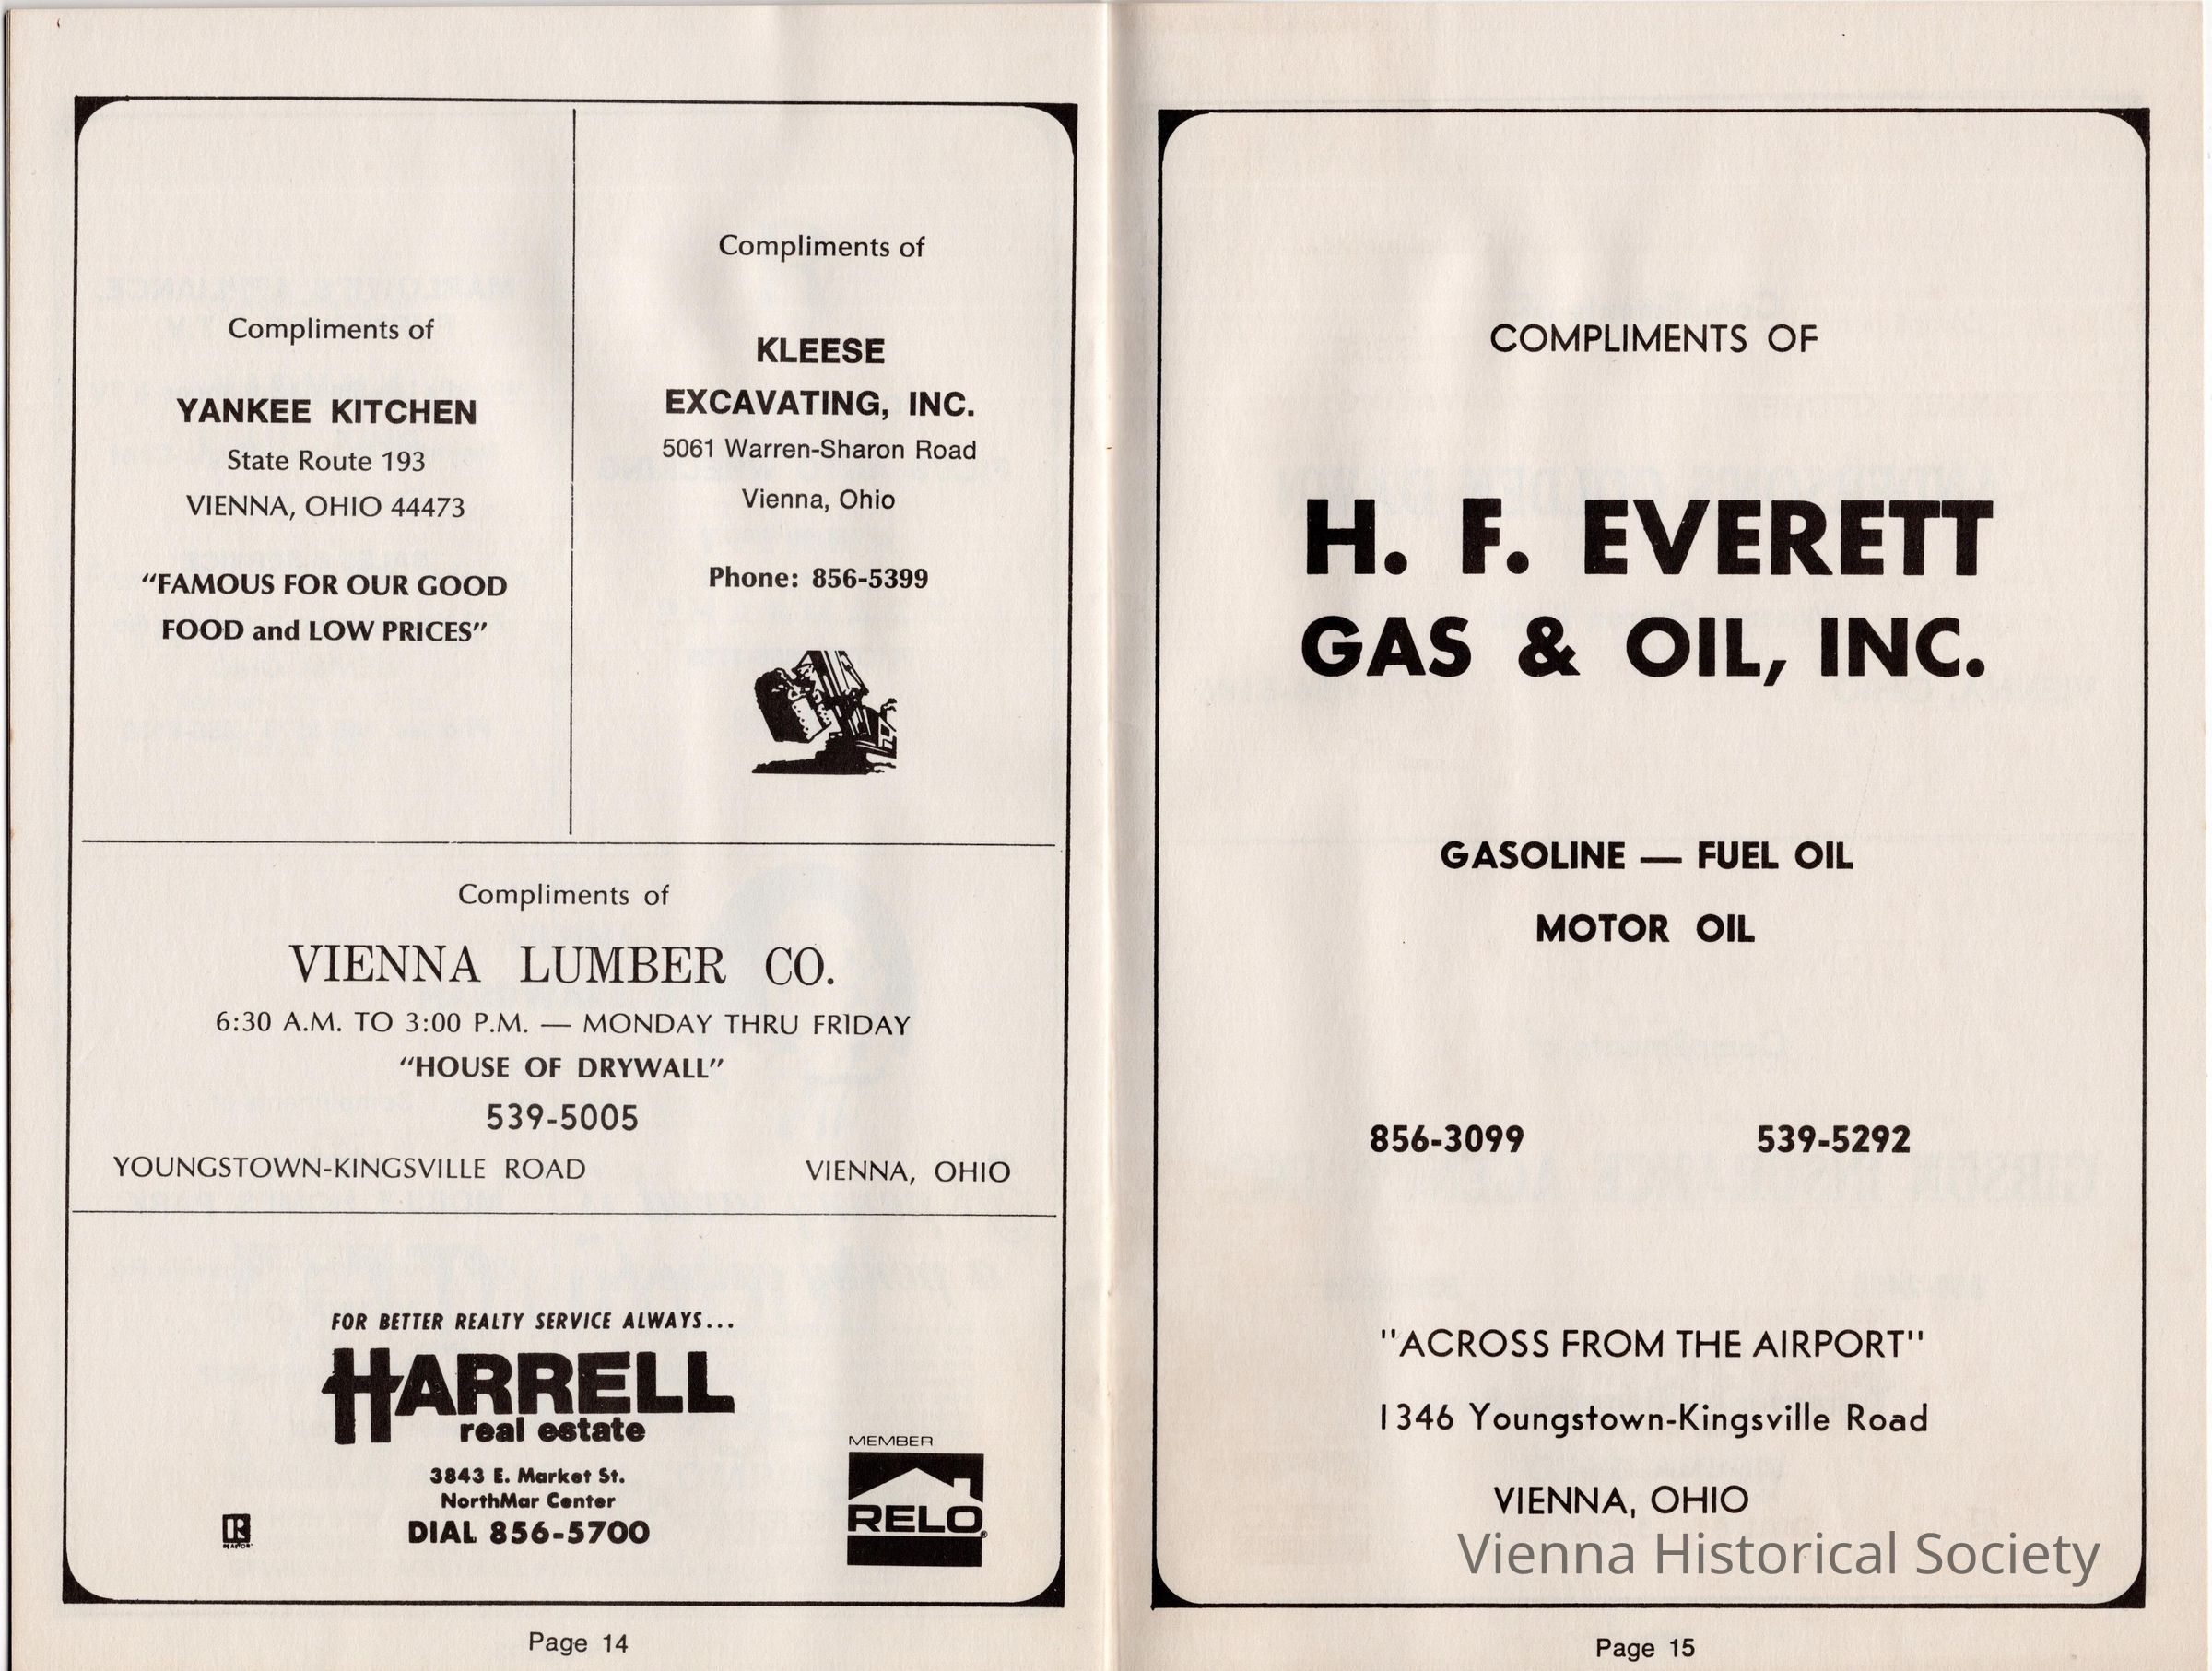 Compliments of
YANKEE KITCHEN
State Route 193
VIENNA, OHIO 44473
“FAMOUS FOR OUR GOOD
FOOD and LOW PRICES”
Compliments of
KLEESE
EXCAVATING, INC.
5061 Warren-Sharon Road
Vienna, Ohio
Phone: 856-5399
Compliments of
VIENNA LUMBER CO.
6:30 A.M. TO 3:00 P.M. — MONDAY THRU FRIDAY
“HOUSE OF DRYWALL”
539-5005
YOUNGSTOWN-KINGSVILLE ROAD VIENNA, OHIO
FOR BETTER REALTY SERVICE ALWAYS...
HARRELL
real estate
3843 E. Market St.
NorthMar Center
DIAL 856-5700
R
REALTOR®
MEMBER
RELO®
Page 14
COMPLIMENTS OF
H. F. EVERETT
GAS & OIL, INC.
GASOLINE — FUEL OIL
MOTOR OIL
856-3099 539-5292
"ACROSS FROM THE AIRPORT"
1346 Youngstown-Kingsville Road
VIENNA, OHIO
Vienna Historical Society
Page 15